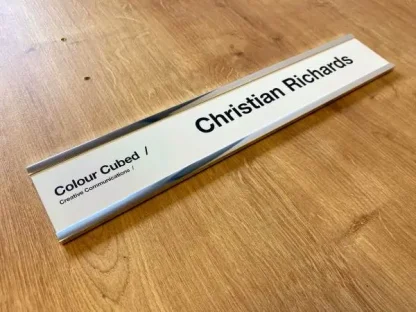 Christian Richards
Colour Cubed /
Creative Communications /